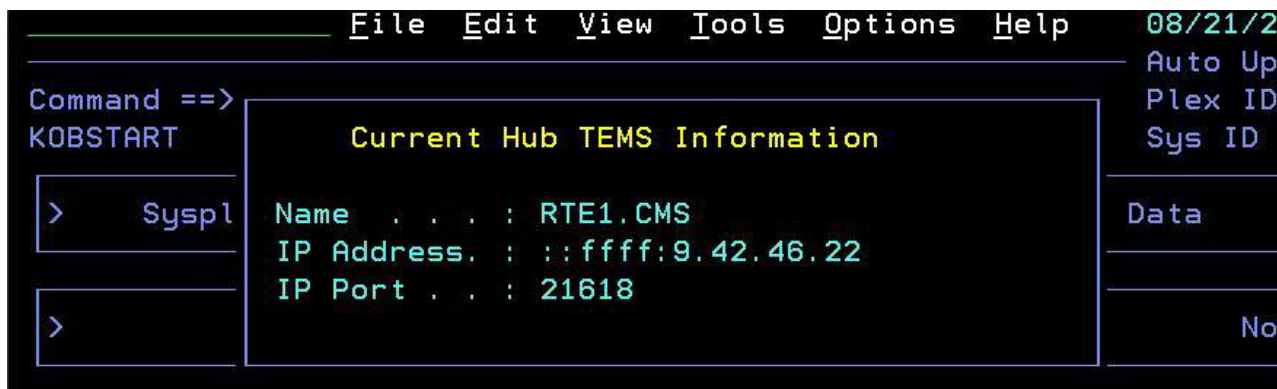 File Edit View Tools Options Help 08/21/2
Auto Up
Command ==> Plex ID
KOBSTART Current Hub TEMS Information Sys ID
> Syspl Name . . . : RTE1.CMS Data
IP Address. : ::ffff:9.42.46.22
IP Port . . : 21618
> No